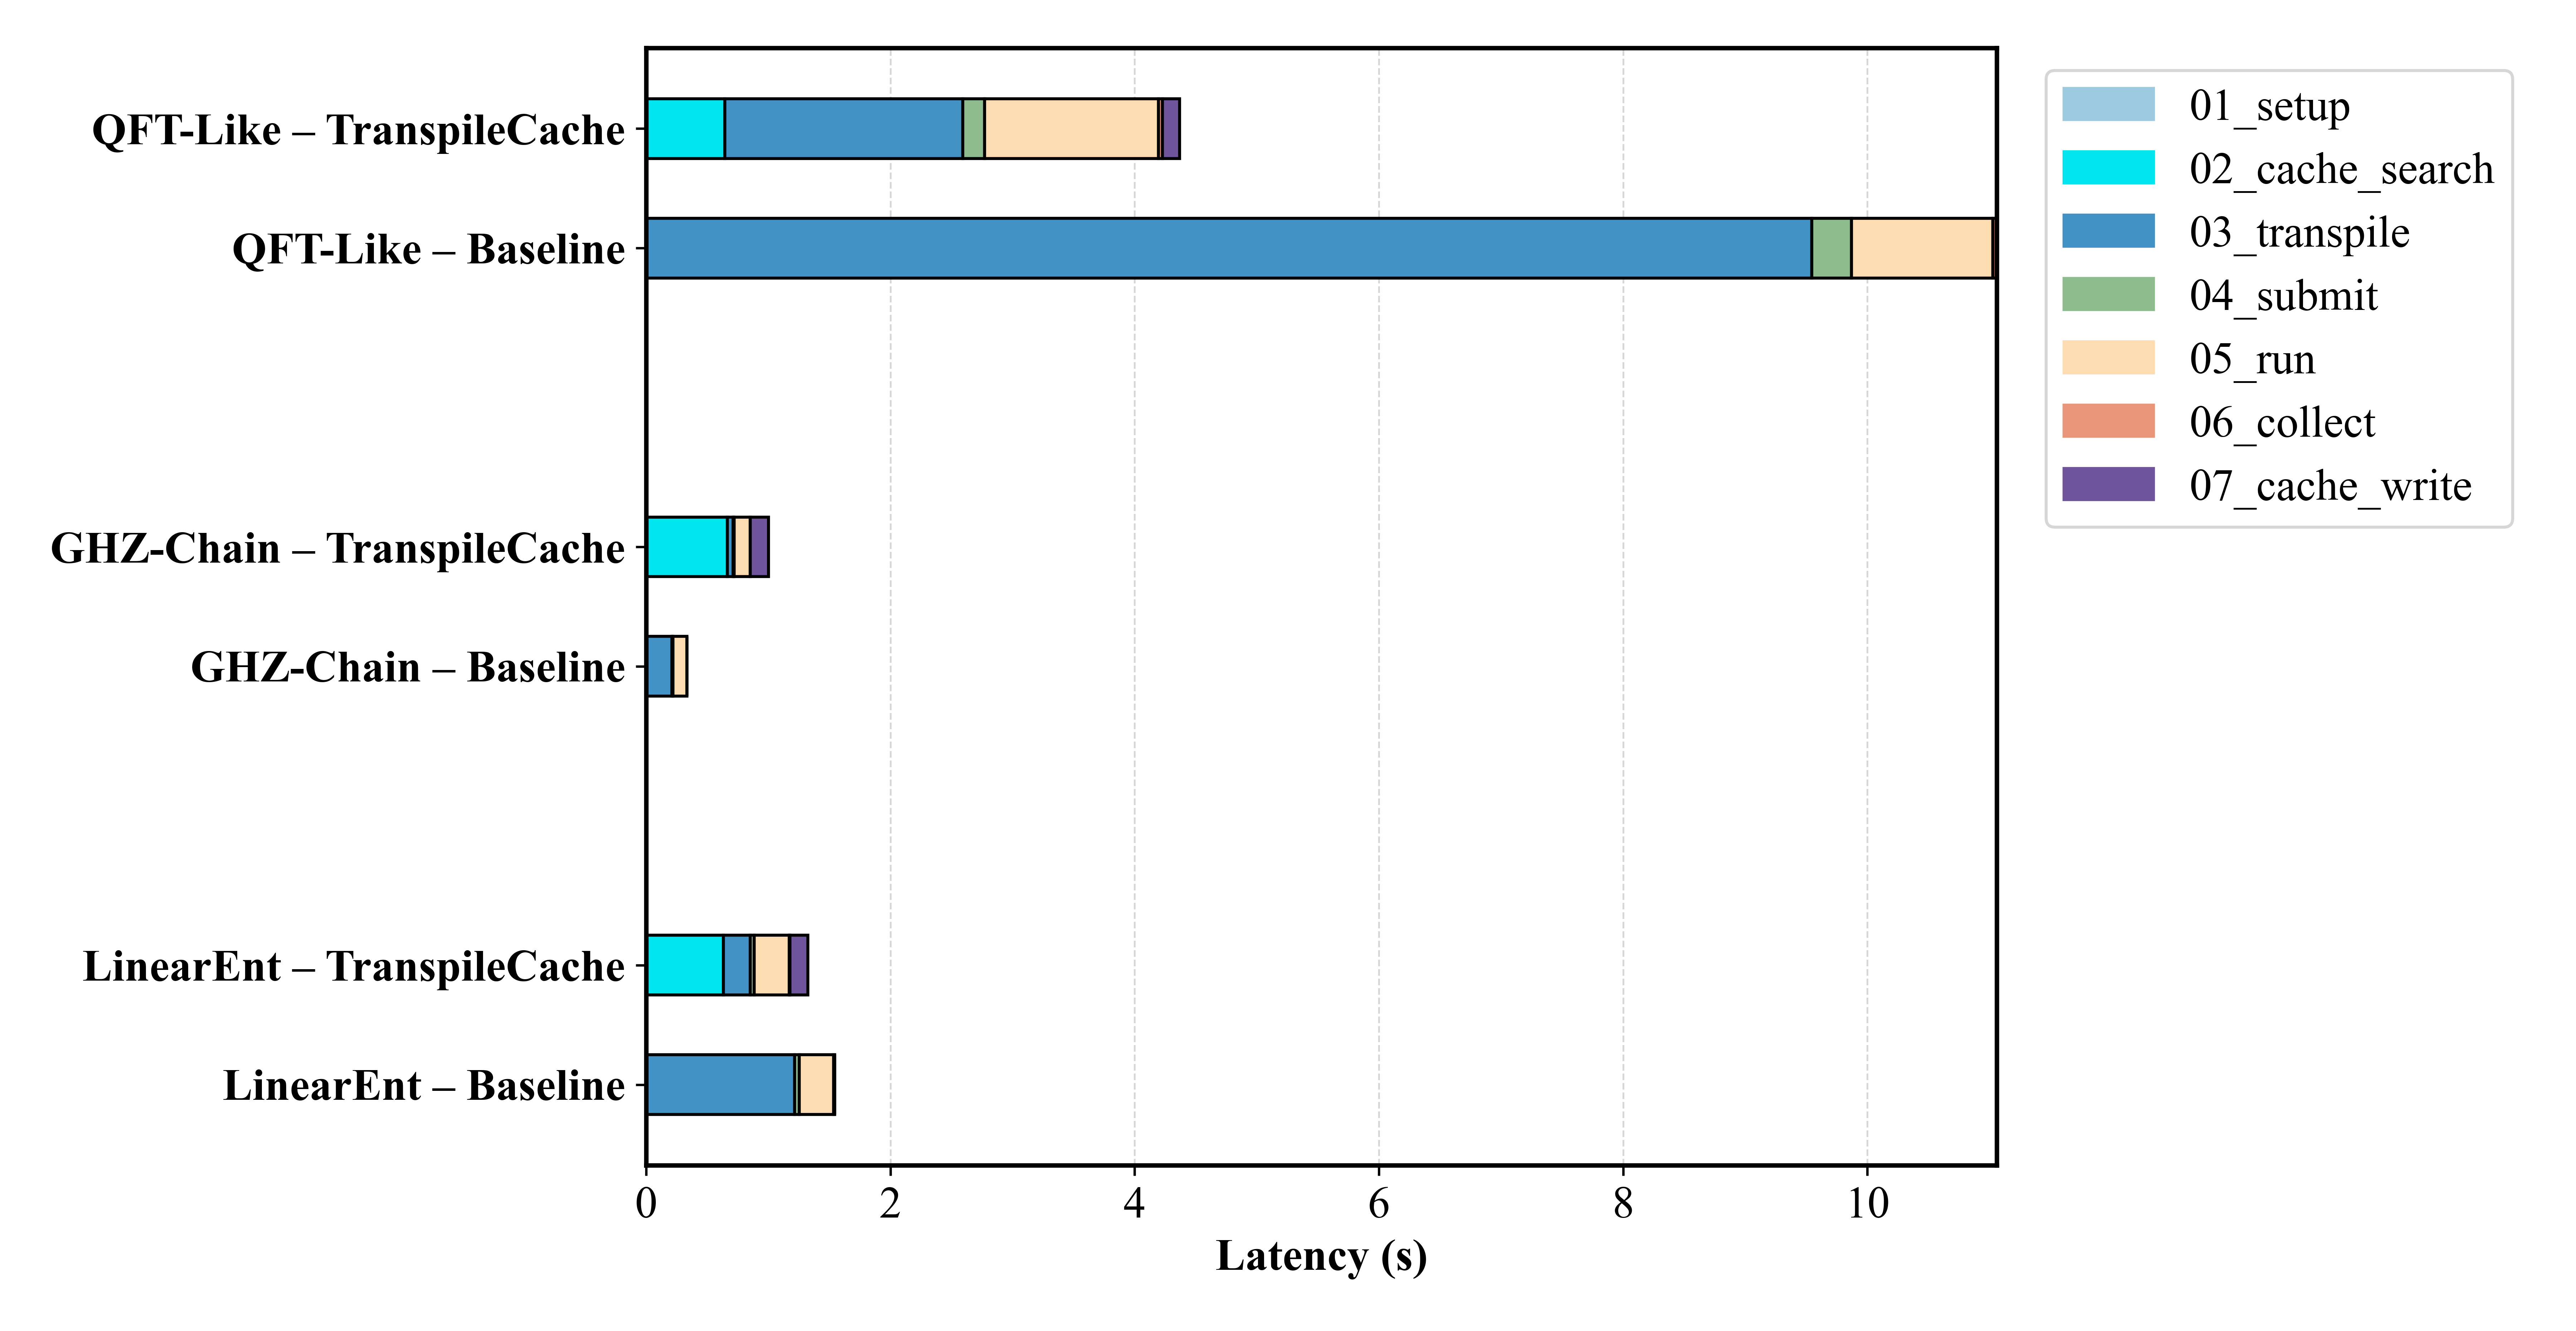 QFT-Like – TranspileCache
QFT-Like – Baseline
GHZ-Chain – TranspileCache
GHZ-Chain – Baseline
LinearEnt – TranspileCache
LinearEnt – Baseline
0 2 4 6 8 10
Latency (s)
01_setup
02_cache_search
03_transpile
04_submit
05_run
06_collect
07_cache_write